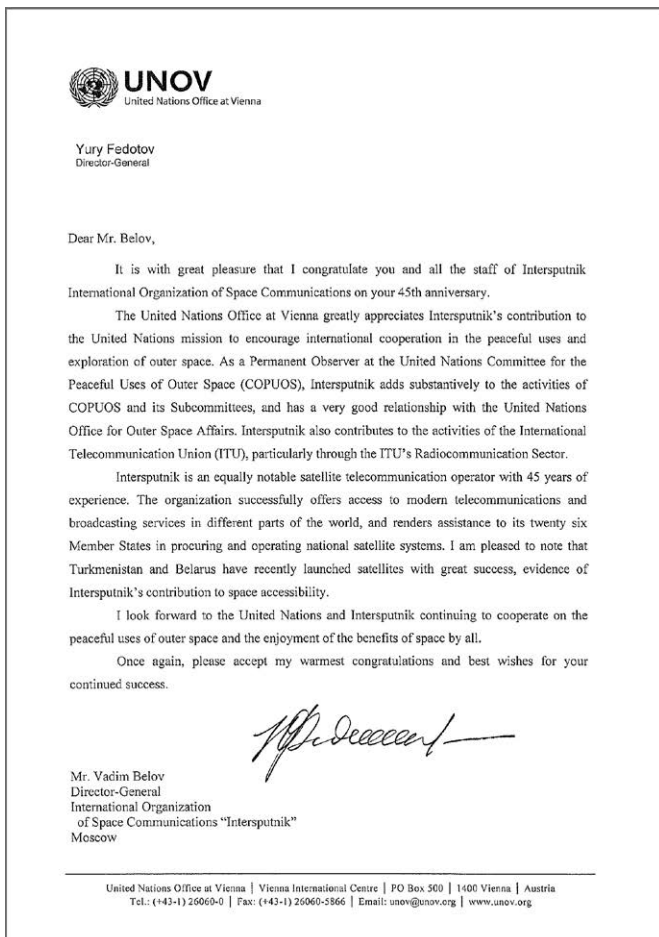 UNOV
United Nations Office at Vienna
Yury Fedotov
Director-General
Dear Mr. Belov,
It is with great pleasure that I congratulate you and all the staff of Intersputnik
International Organization of Space Communications on your 45th anniversary.
The United Nations Office at Vienna greatly appreciates Intersputnik's contribution to
the United Nations mission to encourage international cooperation in the peaceful uses and
exploration of outer space. As a Permanent Observer at the United Nations Committee for the
Peaceful Uses of Outer Space (COPUOS), Intersputnik adds substantively to the activities of
COPUOS and its Subcommittees, and has a very good relationship with the United Nations
Office for Outer Space Affairs. Intersputnik also contributes to the activities of the International
Telecommunication Union (ITU), particularly through the ITU's Radiocommunication Sector.
Intersputnik is an equally notable satellite telecommunication operator with 45 years of
experience. The organization successfully offers access to modern telecommunications and
broadcasting services in different parts of the world, and renders assistance to its twenty six
Member States in procuring and operating national satellite systems. I am pleased to note that
Turkmenistan and Belarus have recently launched satellites with great success, evidence of
Intersputnik's contribution to space accessibility.
I look forward to the United Nations and Intersputnik continuing to cooperate on the
peaceful uses of outer space and the enjoyment of the benefits of space by all.
Once again, please accept my warmest congratulations and best wishes for your
continued success.
Mr. Vadim Belov
Director-General
International Organization
of Space Communications "Intersputnik"
Moscow
United Nations Office at Vienna | Vienna International Centre | PO Box 500 | 1400 Vienna | Austria
Tel.: (+43-1) 26060-0 | Fax: (+43-1) 26060-5866 | Email: unov@unov.org | www.unov.org